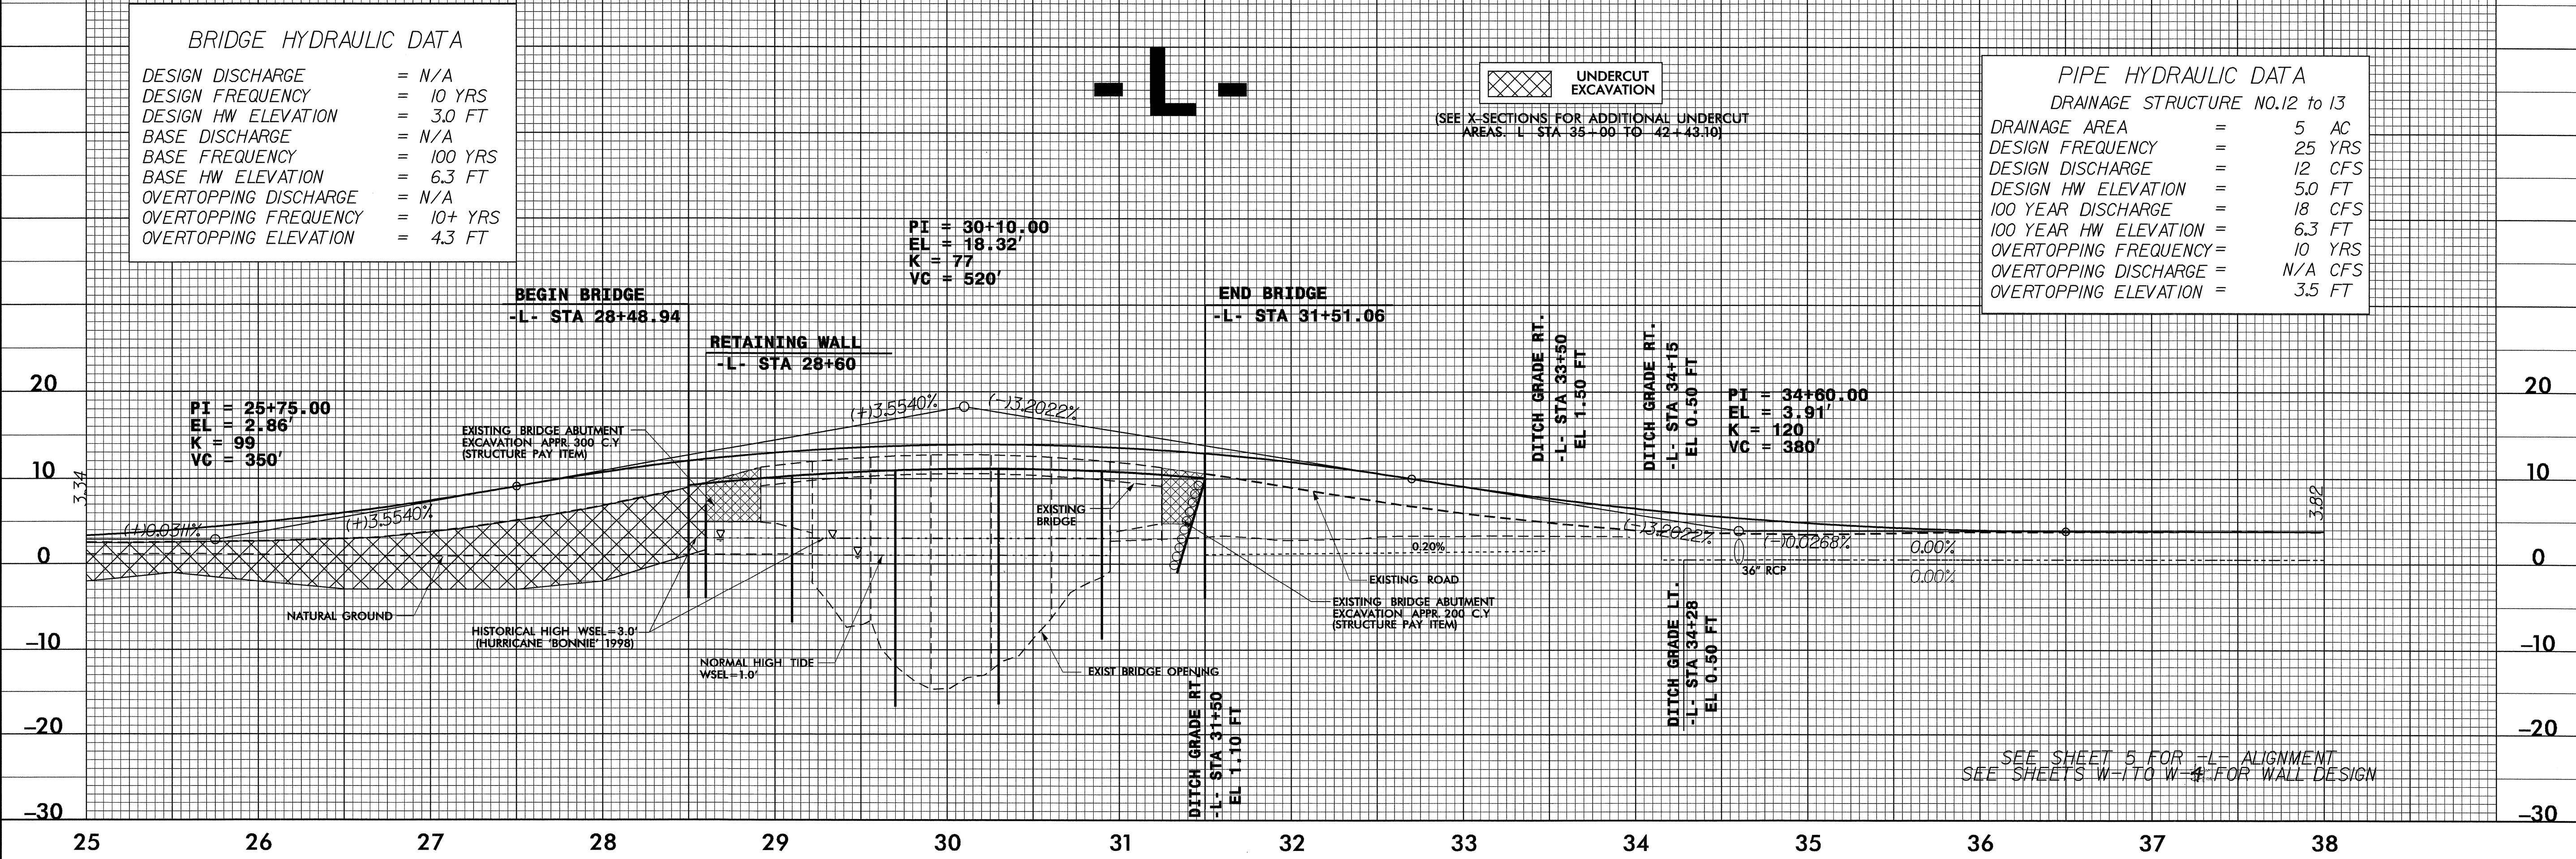 BRIDGE HYDRAULIC DATA
DESIGN DISCHARGE = N/A
DESIGN FREQUENCY = 10 YRS
DESIGN HW ELEVATION = 3.0 FT
BASE DISCHARGE = N/A
BASE FREQUENCY = 100 YRS
BASE HW ELEVATION = 6.3 FT
OVERTOPPING DISCHARGE = N/A
OVERTOPPING FREQUENCY = 10+ YRS
OVERTOPPING ELEVATION = 4.3 FT
-L-
UNDERCUT
EXCAVATION
(SEE X-SECTIONS FOR ADDITIONAL UNDERCUT
AREAS. L STA 35+00 TO 42+43.10)
PIPE HYDRAULIC DATA
DRAINAGE STRUCTURE NO.12 to 13
DRAINAGE AREA = 5 AC
DESIGN FREQUENCY = 25 YRS
DESIGN DISCHARGE = 12 CFS
DESIGN HW ELEVATION = 5.0 FT
100 YEAR DISCHARGE = 18 CFS
100 YEAR HW ELEVATION = 6.3 FT
OVERTOPPING FREQUENCY = 10 YRS
OVERTOPPING DISCHARGE = N/A CFS
OVERTOPPING ELEVATION = 3.5 FT
PI = 30+10.00
EL = 18.32'
K = 77
VC = 520'
BEGIN BRIDGE
-L- STA 28+48.94
RETAINING WALL
-L- STA 28+60
END BRIDGE
-L- STA 31+51.06
DITCH GRADE RT.
-L- STA 33+50
EL 1.50 FT
DITCH GRADE RT.
-L- STA 34+15
EL 0.50 FT
PI = 25+75.00
EL = 2.86'
K = 99
VC = 350'
PI = 34+60.00
EL = 3.91'
K = 120
VC = 380'
(+)3.5540%
(-)3.2022%
EXISTING BRIDGE ABUTMENT
EXCAVATION APPR. 300 C.Y
(STRUCTURE PAY ITEM)
3.34
(+)0.0311%
(+)3.5540%
EXISTING
BRIDGE
0.20%
(-)3.2022%
(-)0.0268%
0.00%
0.00%
3.82
36" RCP
EXISTING ROAD
EXISTING BRIDGE ABUTMENT
EXCAVATION APPR. 200 C.Y
(STRUCTURE PAY ITEM)
NATURAL GROUND
HISTORICAL HIGH WSEL=3.0'
(HURRICANE 'BONNIE' 1998)
NORMAL HIGH TIDE
WSEL=1.0'
EXIST BRIDGE OPENING
DITCH GRADE RT.
-L- STA 31+50
EL 1.10 FT
DITCH GRADE LT.
-L- STA 34+28
EL 0.50 FT
SEE SHEET 5 FOR -L- ALIGNMENT
SEE SHEETS W-1 TO W-4 FOR WALL DESIGN
20 20
10 10
0 0
-10 -10
-20 -20
-30 -30
25 26 27 28 29 30 31 32 33 34 35 36 37 38